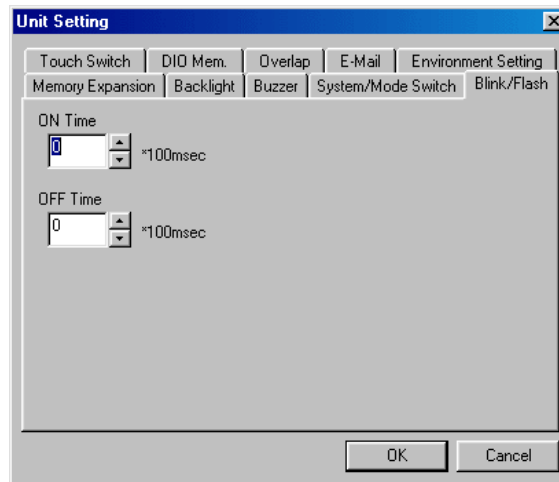 Unit Setting
Touch Switch DIO Mem. Overlap E-Mail Environment Setting
Memory Expansion Backlight Buzzer System/Mode Switch Blink/Flash
ON Time
0 *100msec
OFF Time
0 *100msec
OK Cancel